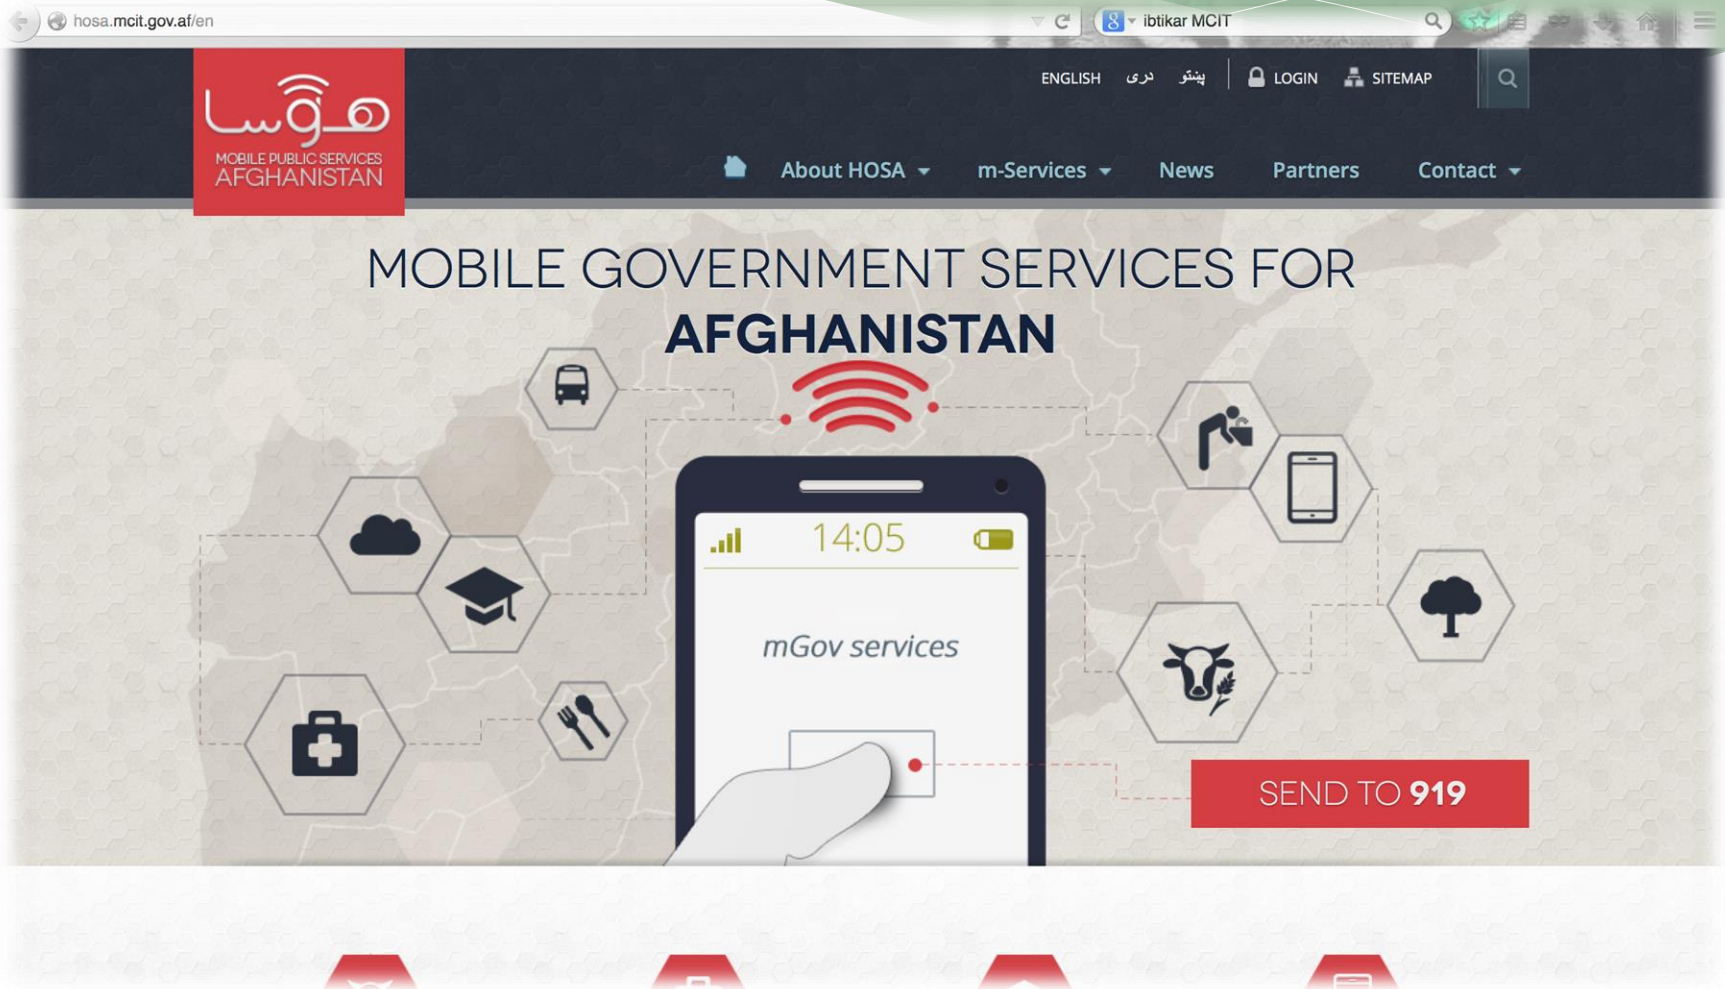 hosa.mcit.gov.af/en
ibtikar MCIT
ENGLISH دری پښتو LOGIN SITEMAP
هوسا
MOBILE PUBLIC SERVICES
AFGHANISTAN
About HOSA m-Services News Partners Contact
MOBILE GOVERNMENT SERVICES FOR
AFGHANISTAN
14:05
mGov services
SEND TO 919